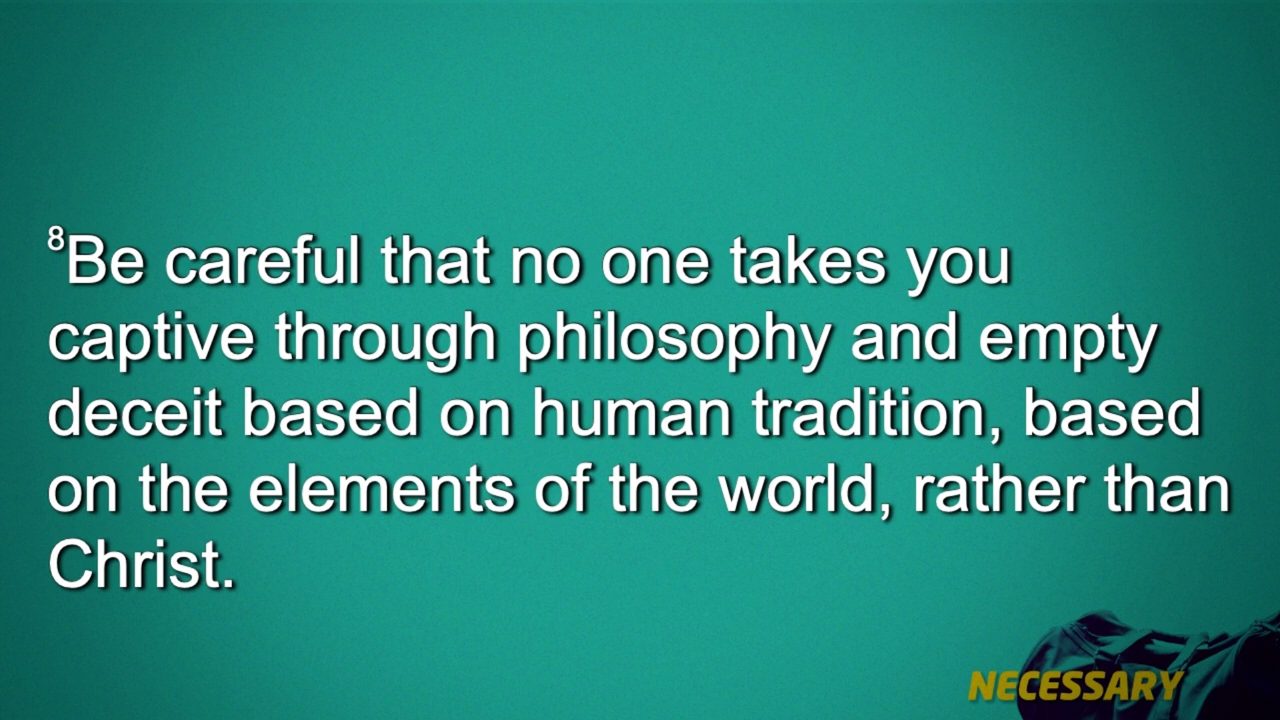 ⁸Be careful that no one takes you
captive through philosophy and empty
deceit based on human tradition, based
on the elements of the world, rather than
Christ.
NECESSARY